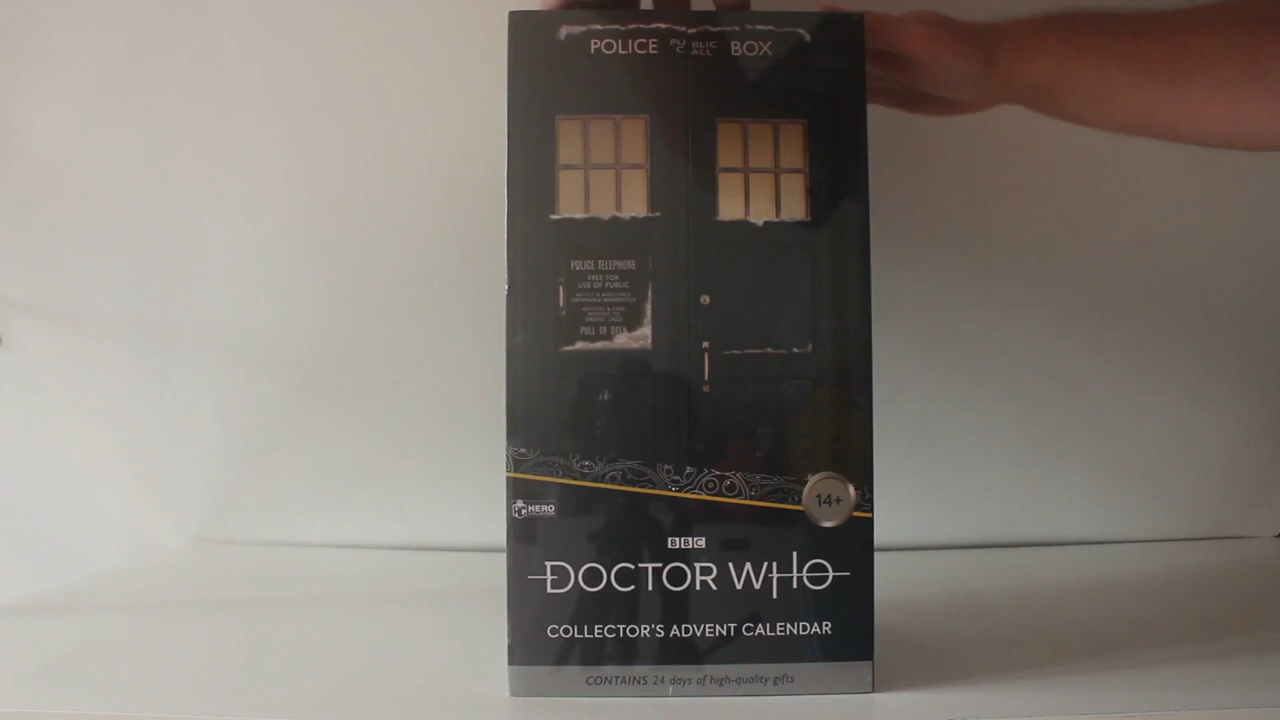 POLICE PUBLIC CALL BOX
POLICE TELEPHONE
FREE FOR
USE OF PUBLIC
PULL TO OPEN
14+
HERO
COLLECTOR
BBC
DOCTOR WHO
COLLECTOR'S ADVENT CALENDAR
CONTAINS 24 days of high-quality gifts